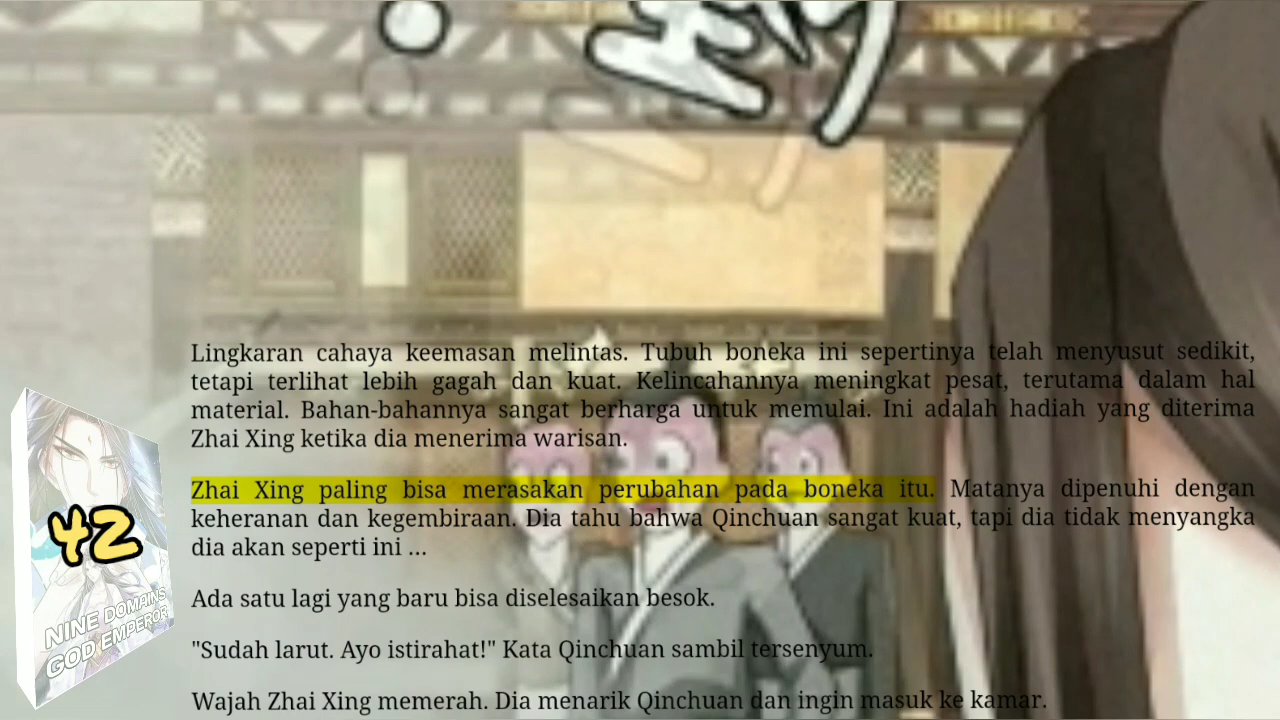 Lingkaran cahaya keemasan melintas. Tubuh boneka ini sepertinya telah menyusut sedikit,
tetapi terlihat lebih gagah dan kuat. Kelincahannya meningkat pesat, terutama dalam hal
material. Bahan-bahannya sangat berharga untuk memulai. Ini adalah hadiah yang diterima
Zhai Xing ketika dia menerima warisan.
Zhai Xing paling bisa merasakan perubahan pada boneka itu. Matanya dipenuhi dengan
keheranan dan kegembiraan. Dia tahu bahwa Qinchuan sangat kuat, tapi dia tidak menyangka
dia akan seperti ini ...
Ada satu lagi yang baru bisa diselesaikan besok.
"Sudah larut. Ayo istirahat!" Kata Qinchuan sambil tersenyum.
Wajah Zhai Xing memerah. Dia menarik Qinchuan dan ingin masuk ke kamar.
42
NINE DOMAINS
GOD EMPEROR